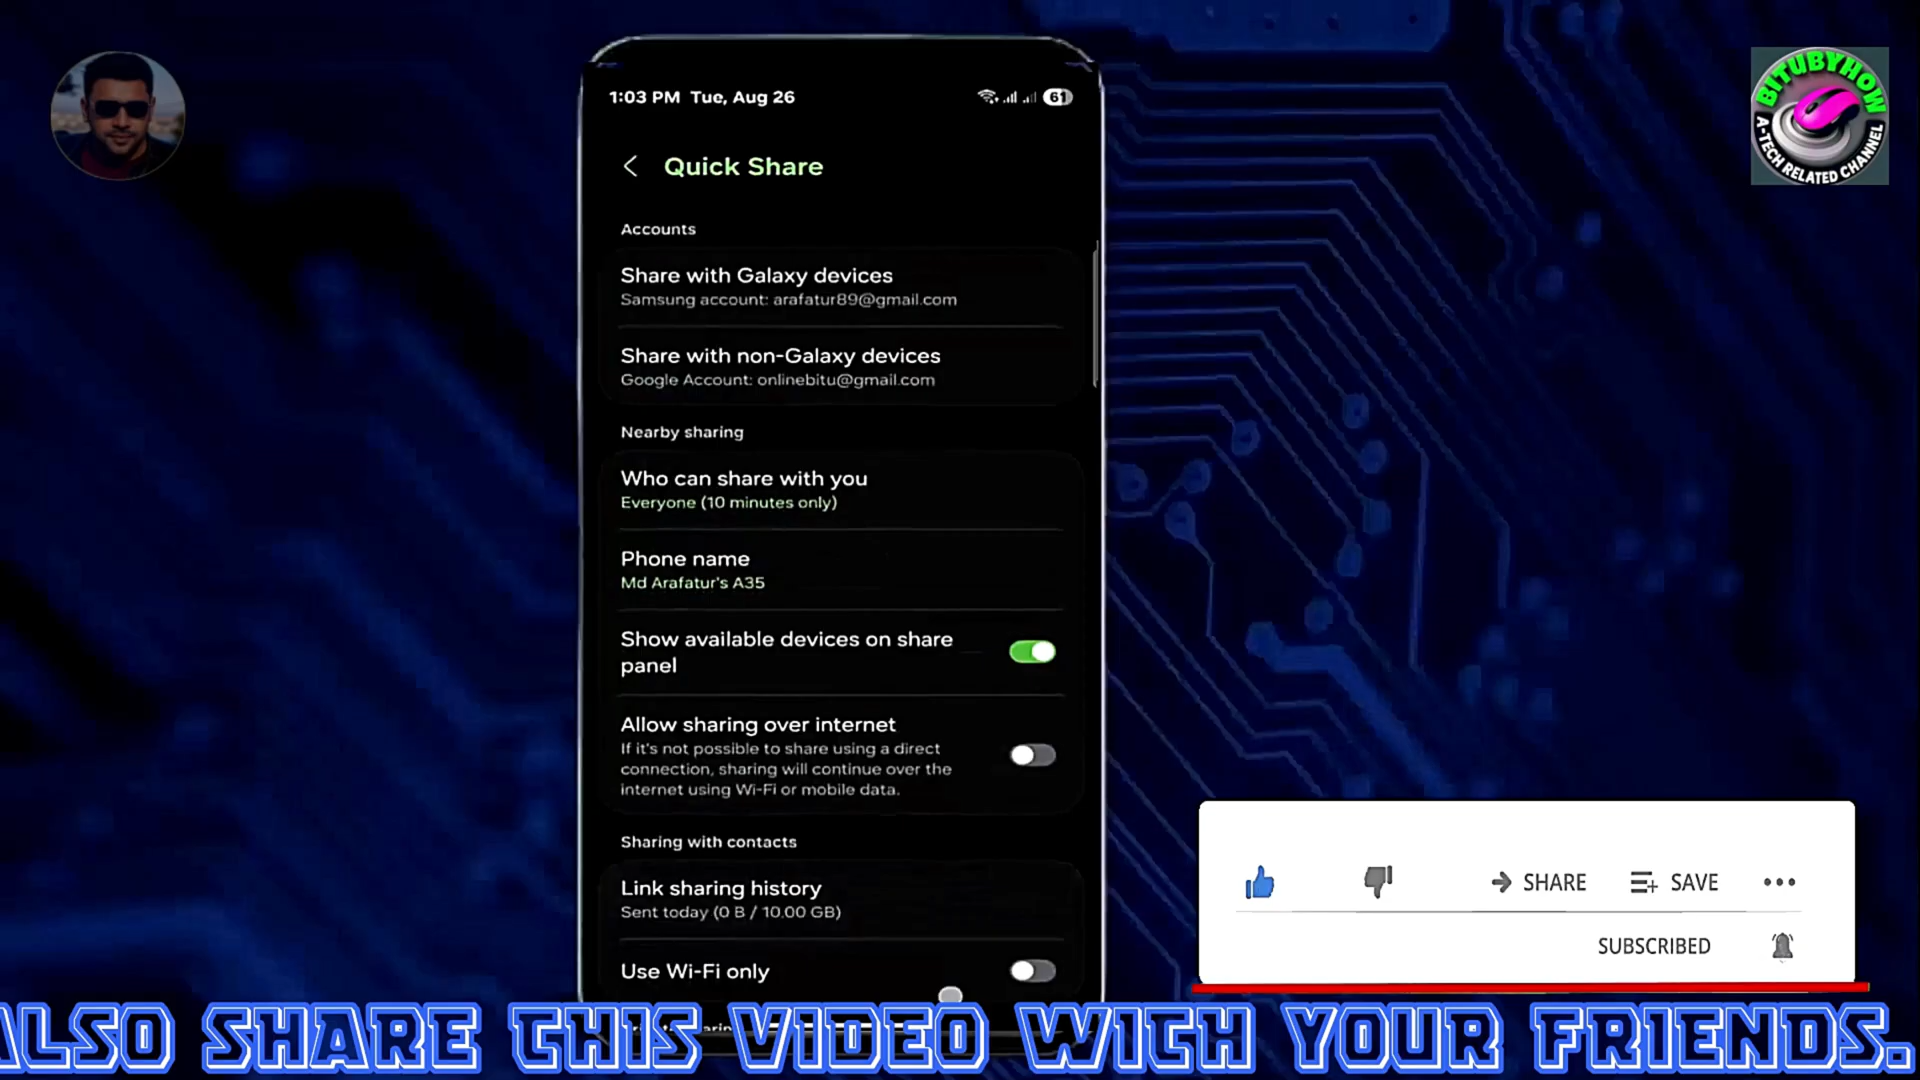 1:03 PM Tue, Aug 26
61
BITUBYHOW
A-TECH RELATED CHANNEL
Quick Share
Accounts
Share with Galaxy devices
Samsung account: arafatur89@gmail.com
Share with non-Galaxy devices
Google Account: onlinebitu@gmail.com
Nearby sharing
Who can share with you
Everyone (10 minutes only)
Phone name
Md Arafatur's A35
Show available devices on share
panel
Allow sharing over internet
If it's not possible to share using a direct
connection, sharing will continue over the
internet using Wi-Fi or mobile data.
Sharing with contacts
Link sharing history
Sent today (0 B / 10.00 GB)
Use Wi-Fi only
SHARE
SAVE
SUBSCRIBED
ALSO SHARE THIS VIDEO WITH YOUR FRIENDS.